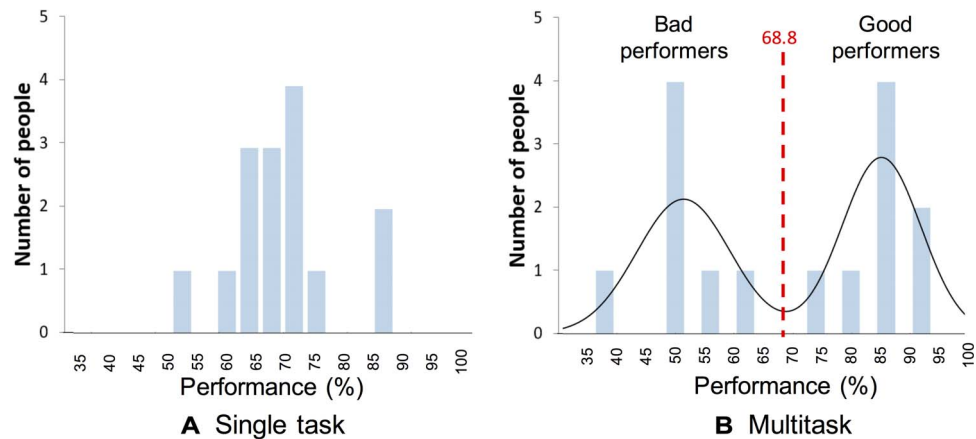 5
4
3
2
1
0
Number of people
35 40 45 50 55 60 65 70 75 80 85 90 95 100
Performance (%)
A Single task
5
4
3
2
1
0
Number of people
Bad performers
68.8
Good performers
35 40 45 50 55 60 65 70 75 80 85 90 95 100
Performance (%)
B Multitask